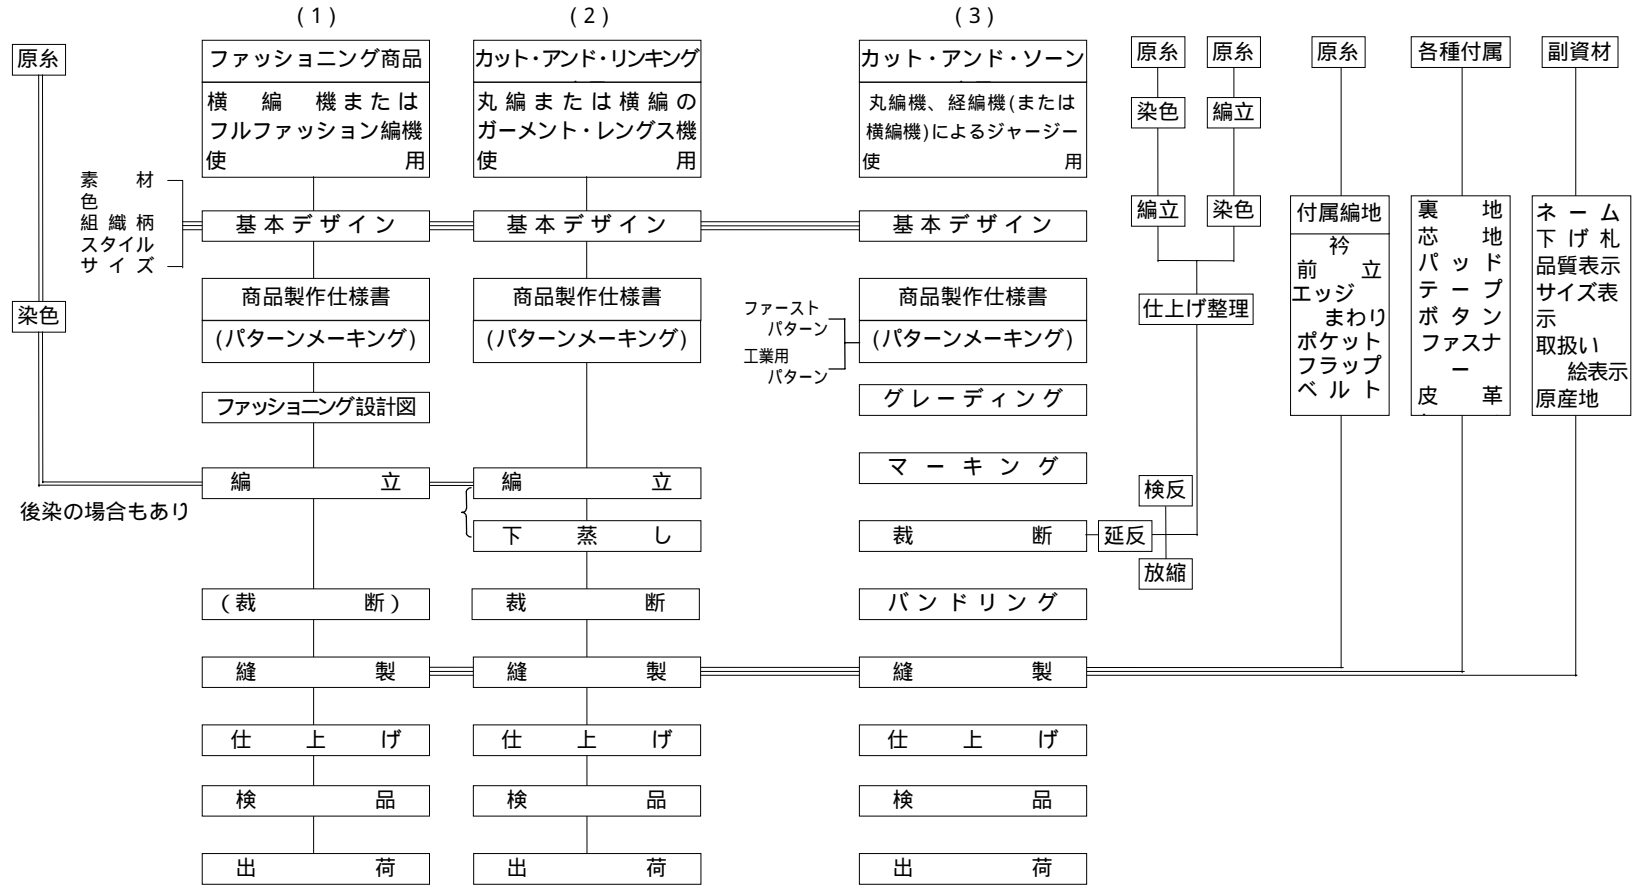 (1)
(2)
(3)
原糸
染色
後染の場合もあり
素材
色
組織柄
スタイル
サイズ
ファッショニング商品
横編機または
フルファッション編機
使用
基本デザイン
商品製作仕様書
(パターンメーキング)
ファッショニング設計図
編立
(裁断)
縫製
仕上げ
検品
出荷
カット・アンド・リンキング
丸編または横編の
ガーメント・レングス機
使用
基本デザイン
商品製作仕様書
(パターンメーキング)
編立
下蒸し
裁断
縫製
仕上げ
検品
出荷
カット・アンド・ソーン
丸編機、経編機(または
横編機)によるジャージー
使用
基本デザイン
商品製作仕様書
(パターンメーキング)
ファースト
パターン
工業用
パターン
グレーディング
マーキング
裁断
バンドリング
縫製
仕上げ
検品
出荷
原糸
染色
編立
原糸
編立
染色
仕上げ整理
検反
延反
放縮
原糸
付属編地
衿
前立
エッジ
まわり
ポケット
フラップ
ベルト
各種付属
裏地
芯地
パッド
テープ
ボタン
ファスナ
ー
皮革
副資材
ネーム
下げ札
品質表示
サイズ表
示
取扱い
絵表示
原産地